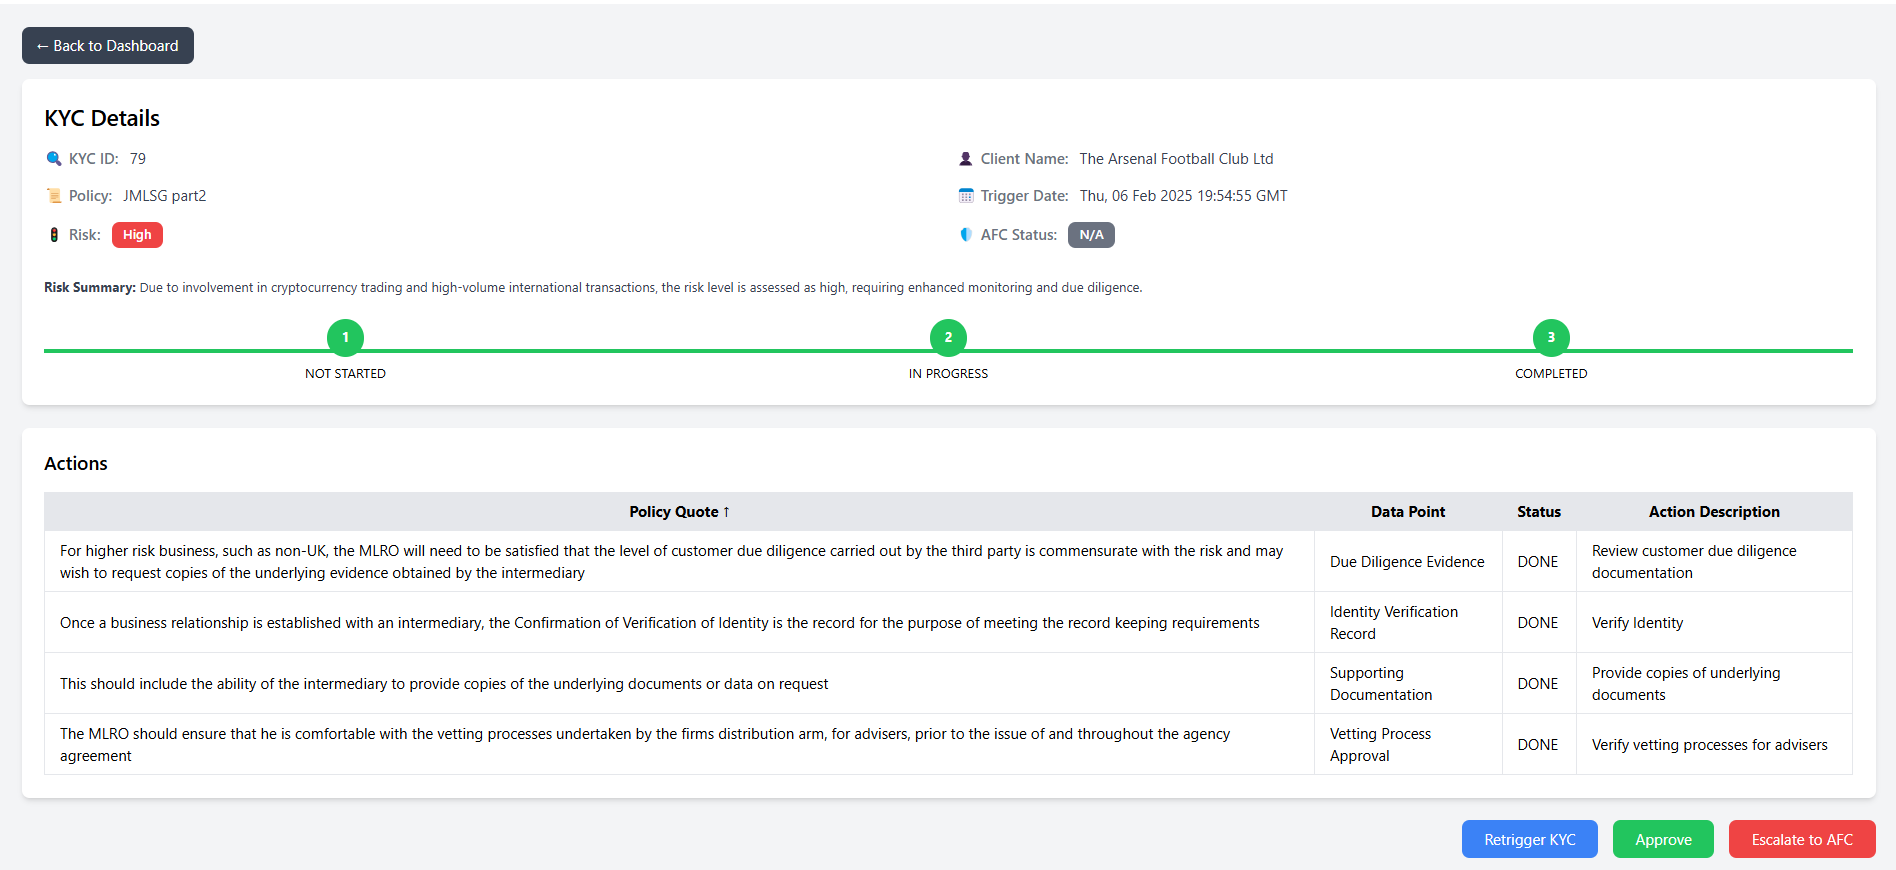 ← Back to Dashboard
KYC Details
KYC ID: 79
Client Name: The Arsenal Football Club Ltd
Policy: JMLSG part2
Trigger Date: Thu, 06 Feb 2025 19:54:55 GMT
Risk: High
AFC Status: N/A
Risk Summary: Due to involvement in cryptocurrency trading and high-volume international transactions, the risk level is assessed as high, requiring enhanced monitoring and due diligence.
1
2
3
NOT STARTED
IN PROGRESS
COMPLETED
Actions
Policy Quote ↑
Data Point
Status
Action Description
For higher risk business, such as non-UK, the MLRO will need to be satisfied that the level of customer due diligence carried out by the third party is commensurate with the risk and may
wish to request copies of the underlying evidence obtained by the intermediary
Due Diligence Evidence
DONE
Review customer due diligence
documentation
Once a business relationship is established with an intermediary, the Confirmation of Verification of Identity is the record for the purpose of meeting the record keeping requirements
Identity Verification
Record
DONE
Verify Identity
This should include the ability of the intermediary to provide copies of the underlying documents or data on request
Supporting
Documentation
DONE
Provide copies of underlying
documents
The MLRO should ensure that he is comfortable with the vetting processes undertaken by the firms distribution arm, for advisers, prior to the issue of and throughout the agency
agreement
Vetting Process
Approval
DONE
Verify vetting processes for advisers
Retrigger KYC
Approve
Escalate to AFC